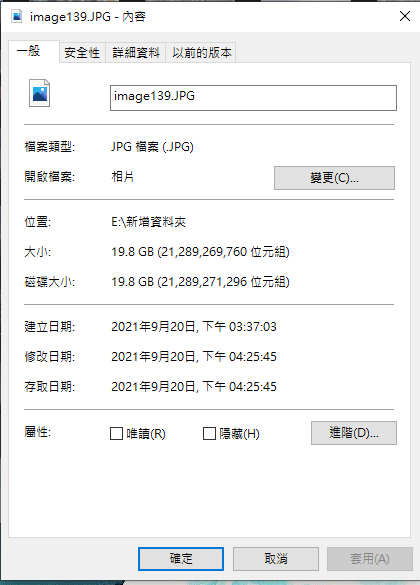 image139.JPG - 內容
一般 安全性 詳細資料 以前的版本
image139.JPG
檔案類型: JPG 檔案 (.JPG)
開啟檔案: 相片 變更(C)...
位置: E:\新增資料夾
大小: 19.8 GB (21,289,269,760 位元組)
磁碟大小: 19.8 GB (21,289,271,296 位元組)
建立日期: 2021年9月20日, 下午 03:37:03
修改日期: 2021年9月20日, 下午 04:25:45
存取日期: 2021年9月20日, 下午 04:25:45
屬性: 唯讀(R) 隱藏(H) 進階(D)...
確定 取消 套用(A)